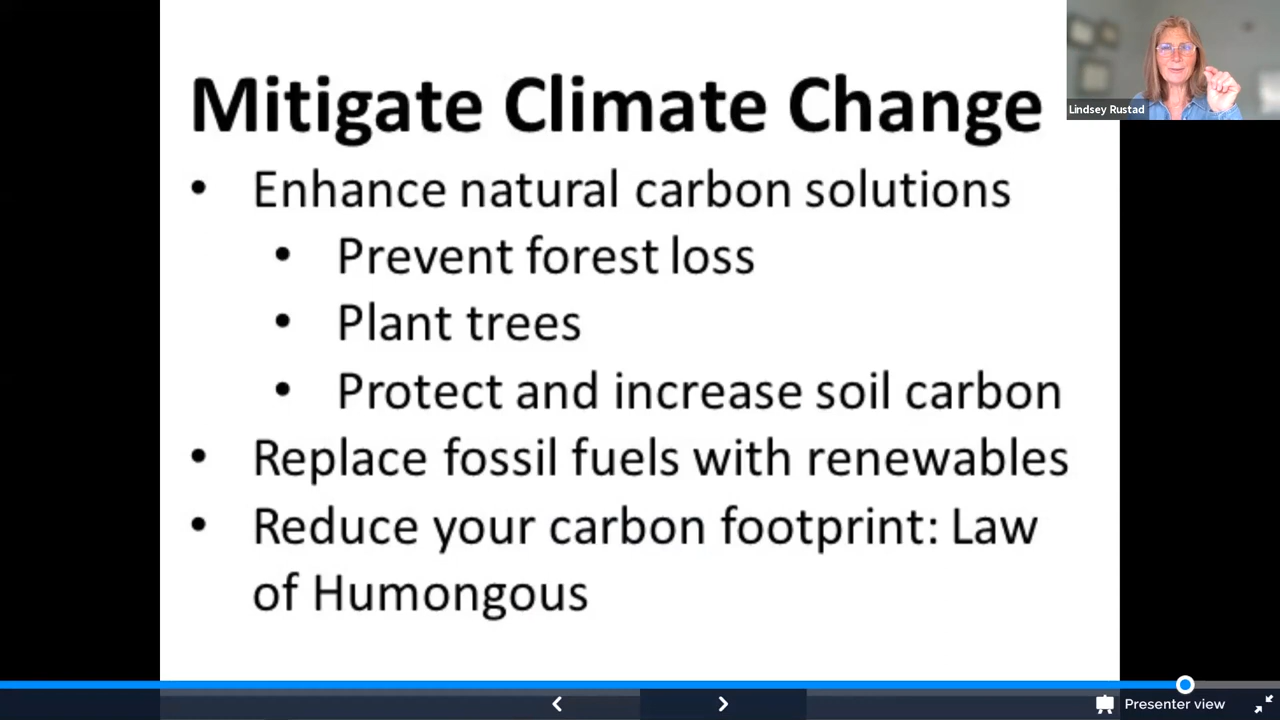 Mitigate Climate Change
• Enhance natural carbon solutions
• Prevent forest loss
• Plant trees
• Protect and increase soil carbon
• Replace fossil fuels with renewables
• Reduce your carbon footprint: Law
of Humongous
Lindsey Rustad
Presenter view